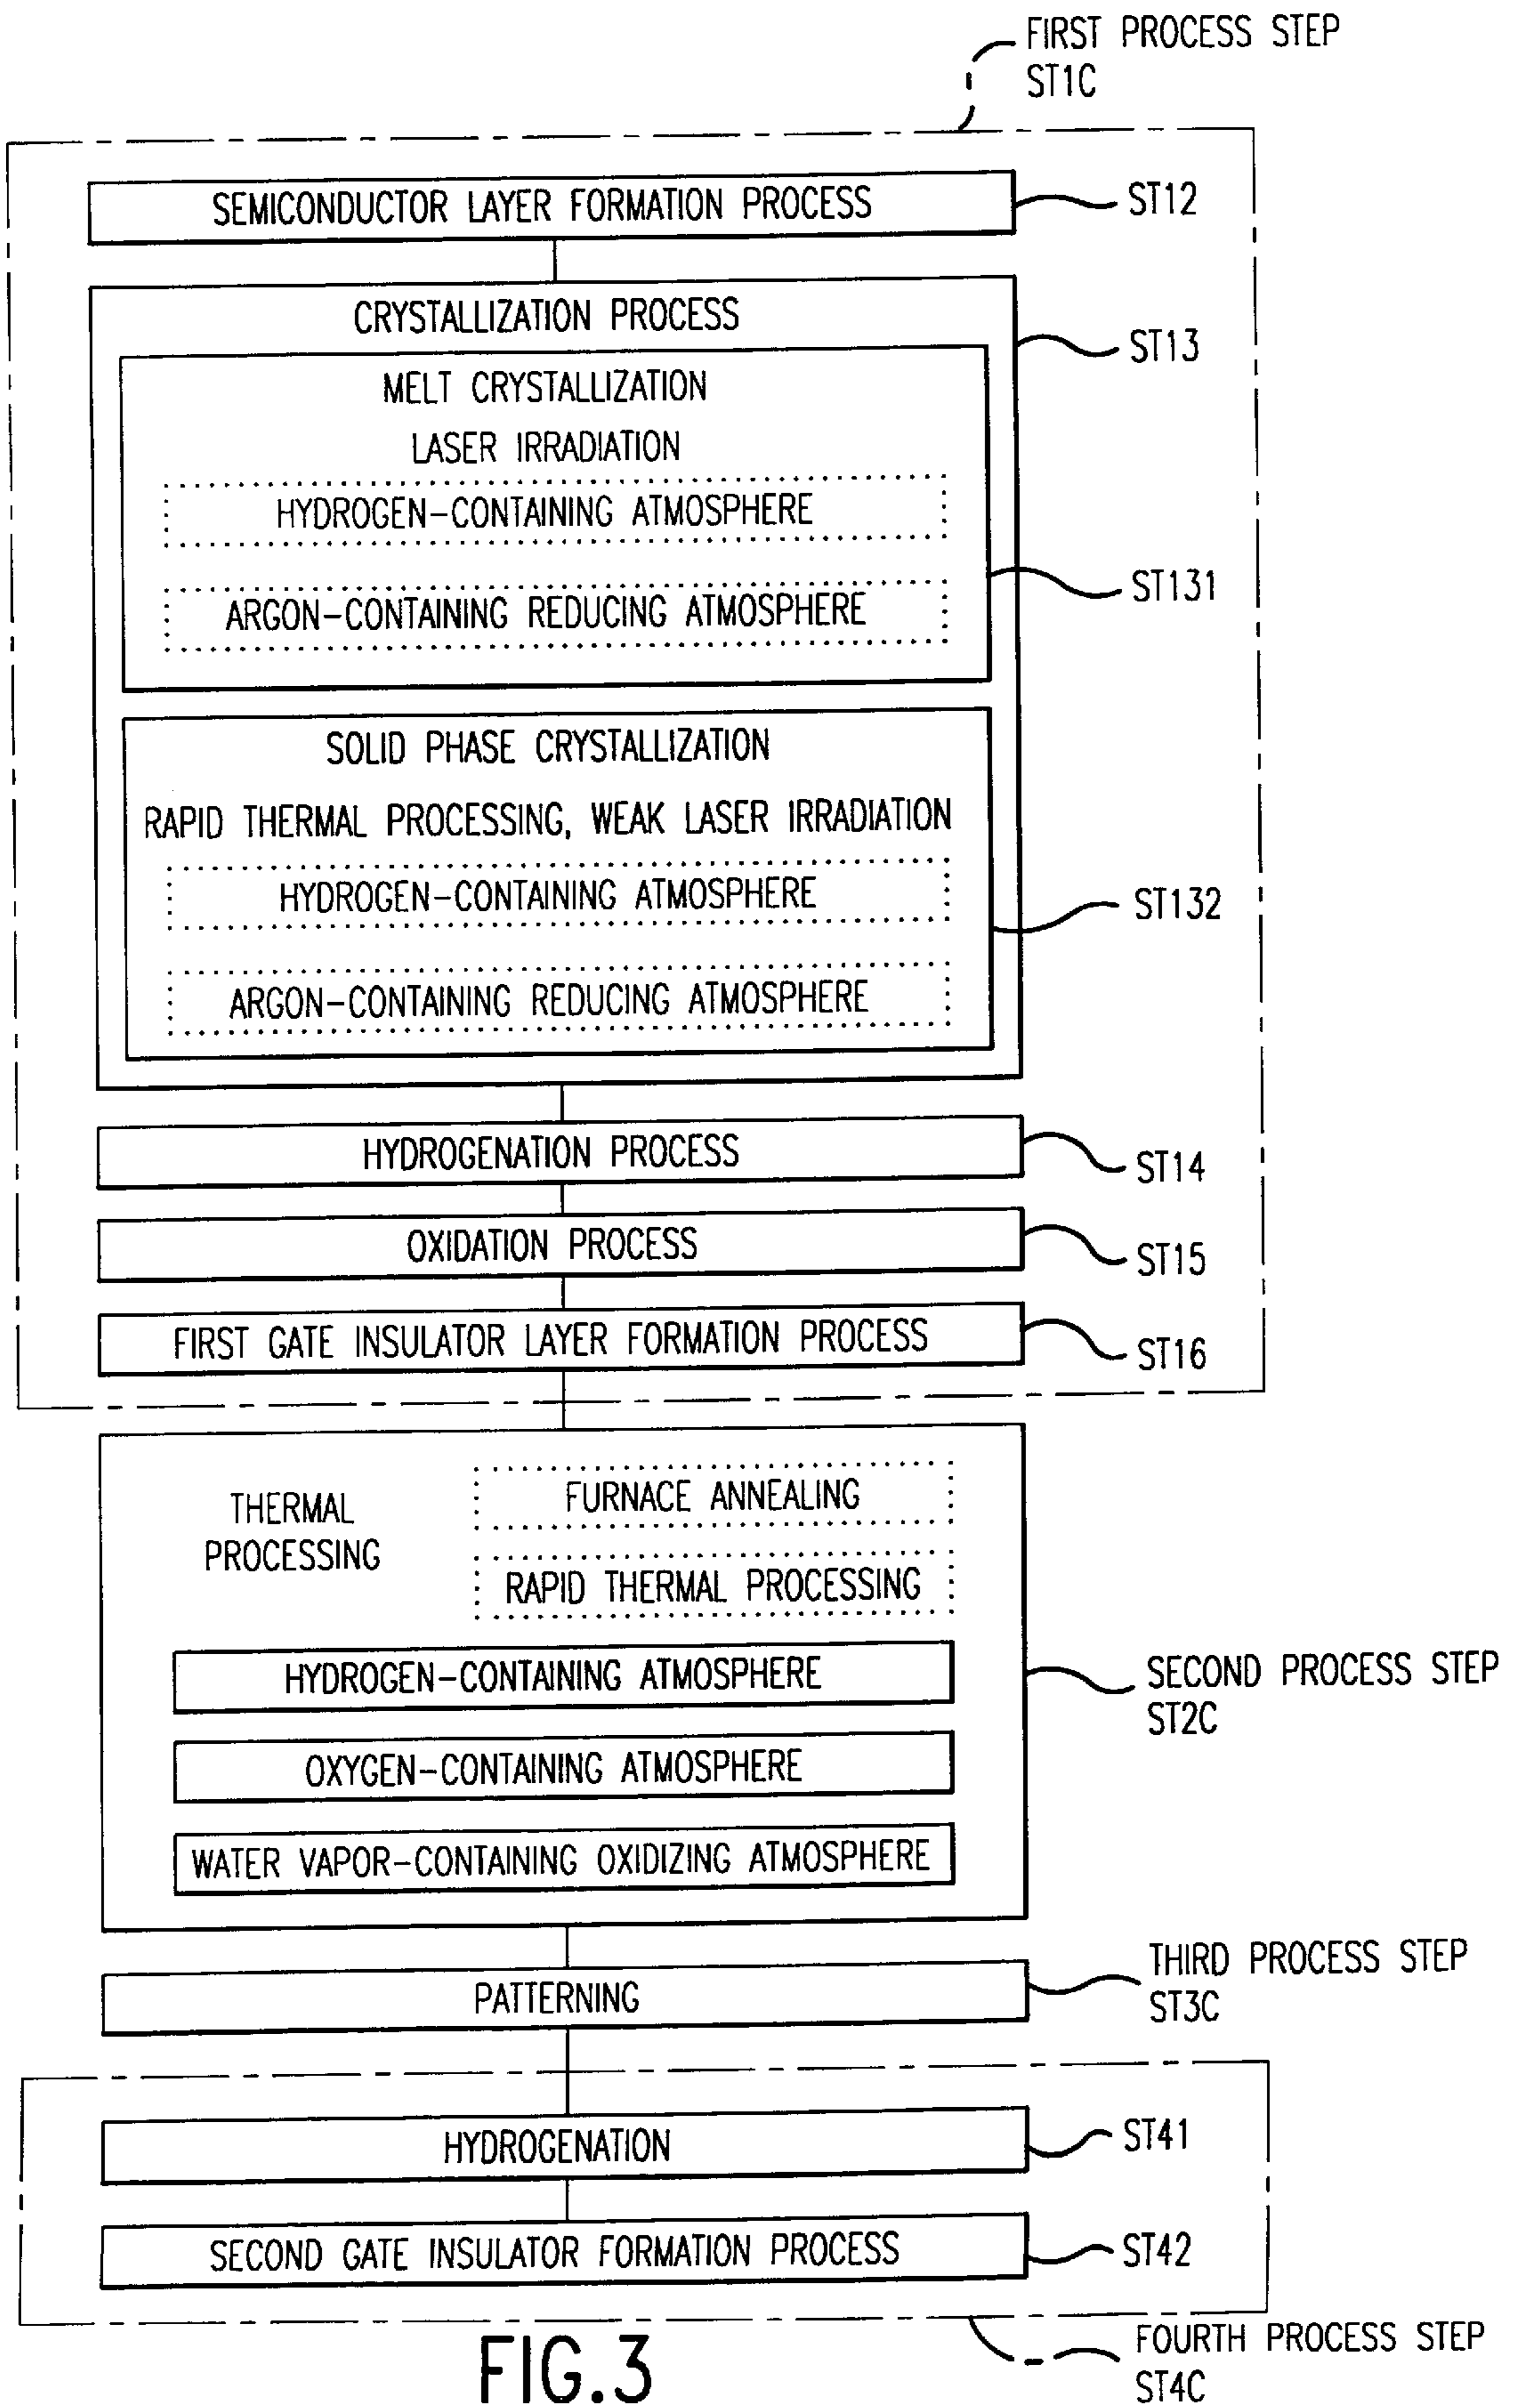 FIRST PROCESS STEP
ST1C
SEMICONDUCTOR LAYER FORMATION PROCESS
ST12
CRYSTALLIZATION PROCESS
ST13
MELT CRYSTALLIZATION
LASER IRRADIATION
HYDROGEN-CONTAINING ATMOSPHERE
ARGON-CONTAINING REDUCING ATMOSPHERE
ST131
SOLID PHASE CRYSTALLIZATION
RAPID THERMAL PROCESSING, WEAK LASER IRRADIATION
HYDROGEN-CONTAINING ATMOSPHERE
ST132
ARGON-CONTAINING REDUCING ATMOSPHERE
HYDROGENATION PROCESS
ST14
OXIDATION PROCESS
ST15
FIRST GATE INSULATOR LAYER FORMATION PROCESS
ST16
THERMAL
PROCESSING
FURNACE ANNEALING
RAPID THERMAL PROCESSING
HYDROGEN-CONTAINING ATMOSPHERE
SECOND PROCESS STEP
ST2C
OXYGEN-CONTAINING ATMOSPHERE
WATER VAPOR-CONTAINING OXIDIZING ATMOSPHERE
THIRD PROCESS STEP
ST3C
PATTERNING
HYDROGENATION
ST41
SECOND GATE INSULATOR FORMATION PROCESS
ST42
FOURTH PROCESS STEP
ST4C
FIG.3